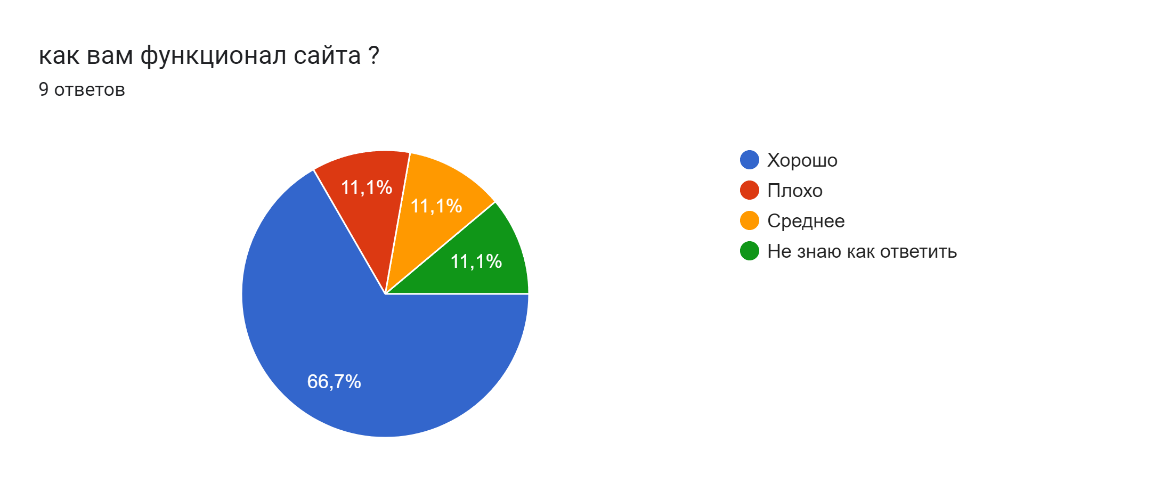 как вам функционал сайта ?
9 ответов
11,1%
11,1%
11,1%
66,7%
Хорошо
Плохо
Среднее
Не знаю как ответить